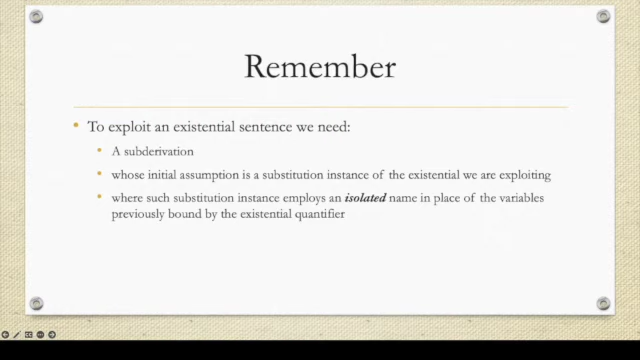 Remember
To exploit an existential sentence we need:
A subderivation
whose initial assumption is a substitution instance of the existential we are exploiting
where such substitution instance employs an isolated name in place of the variables
previously bound by the existential quantifier